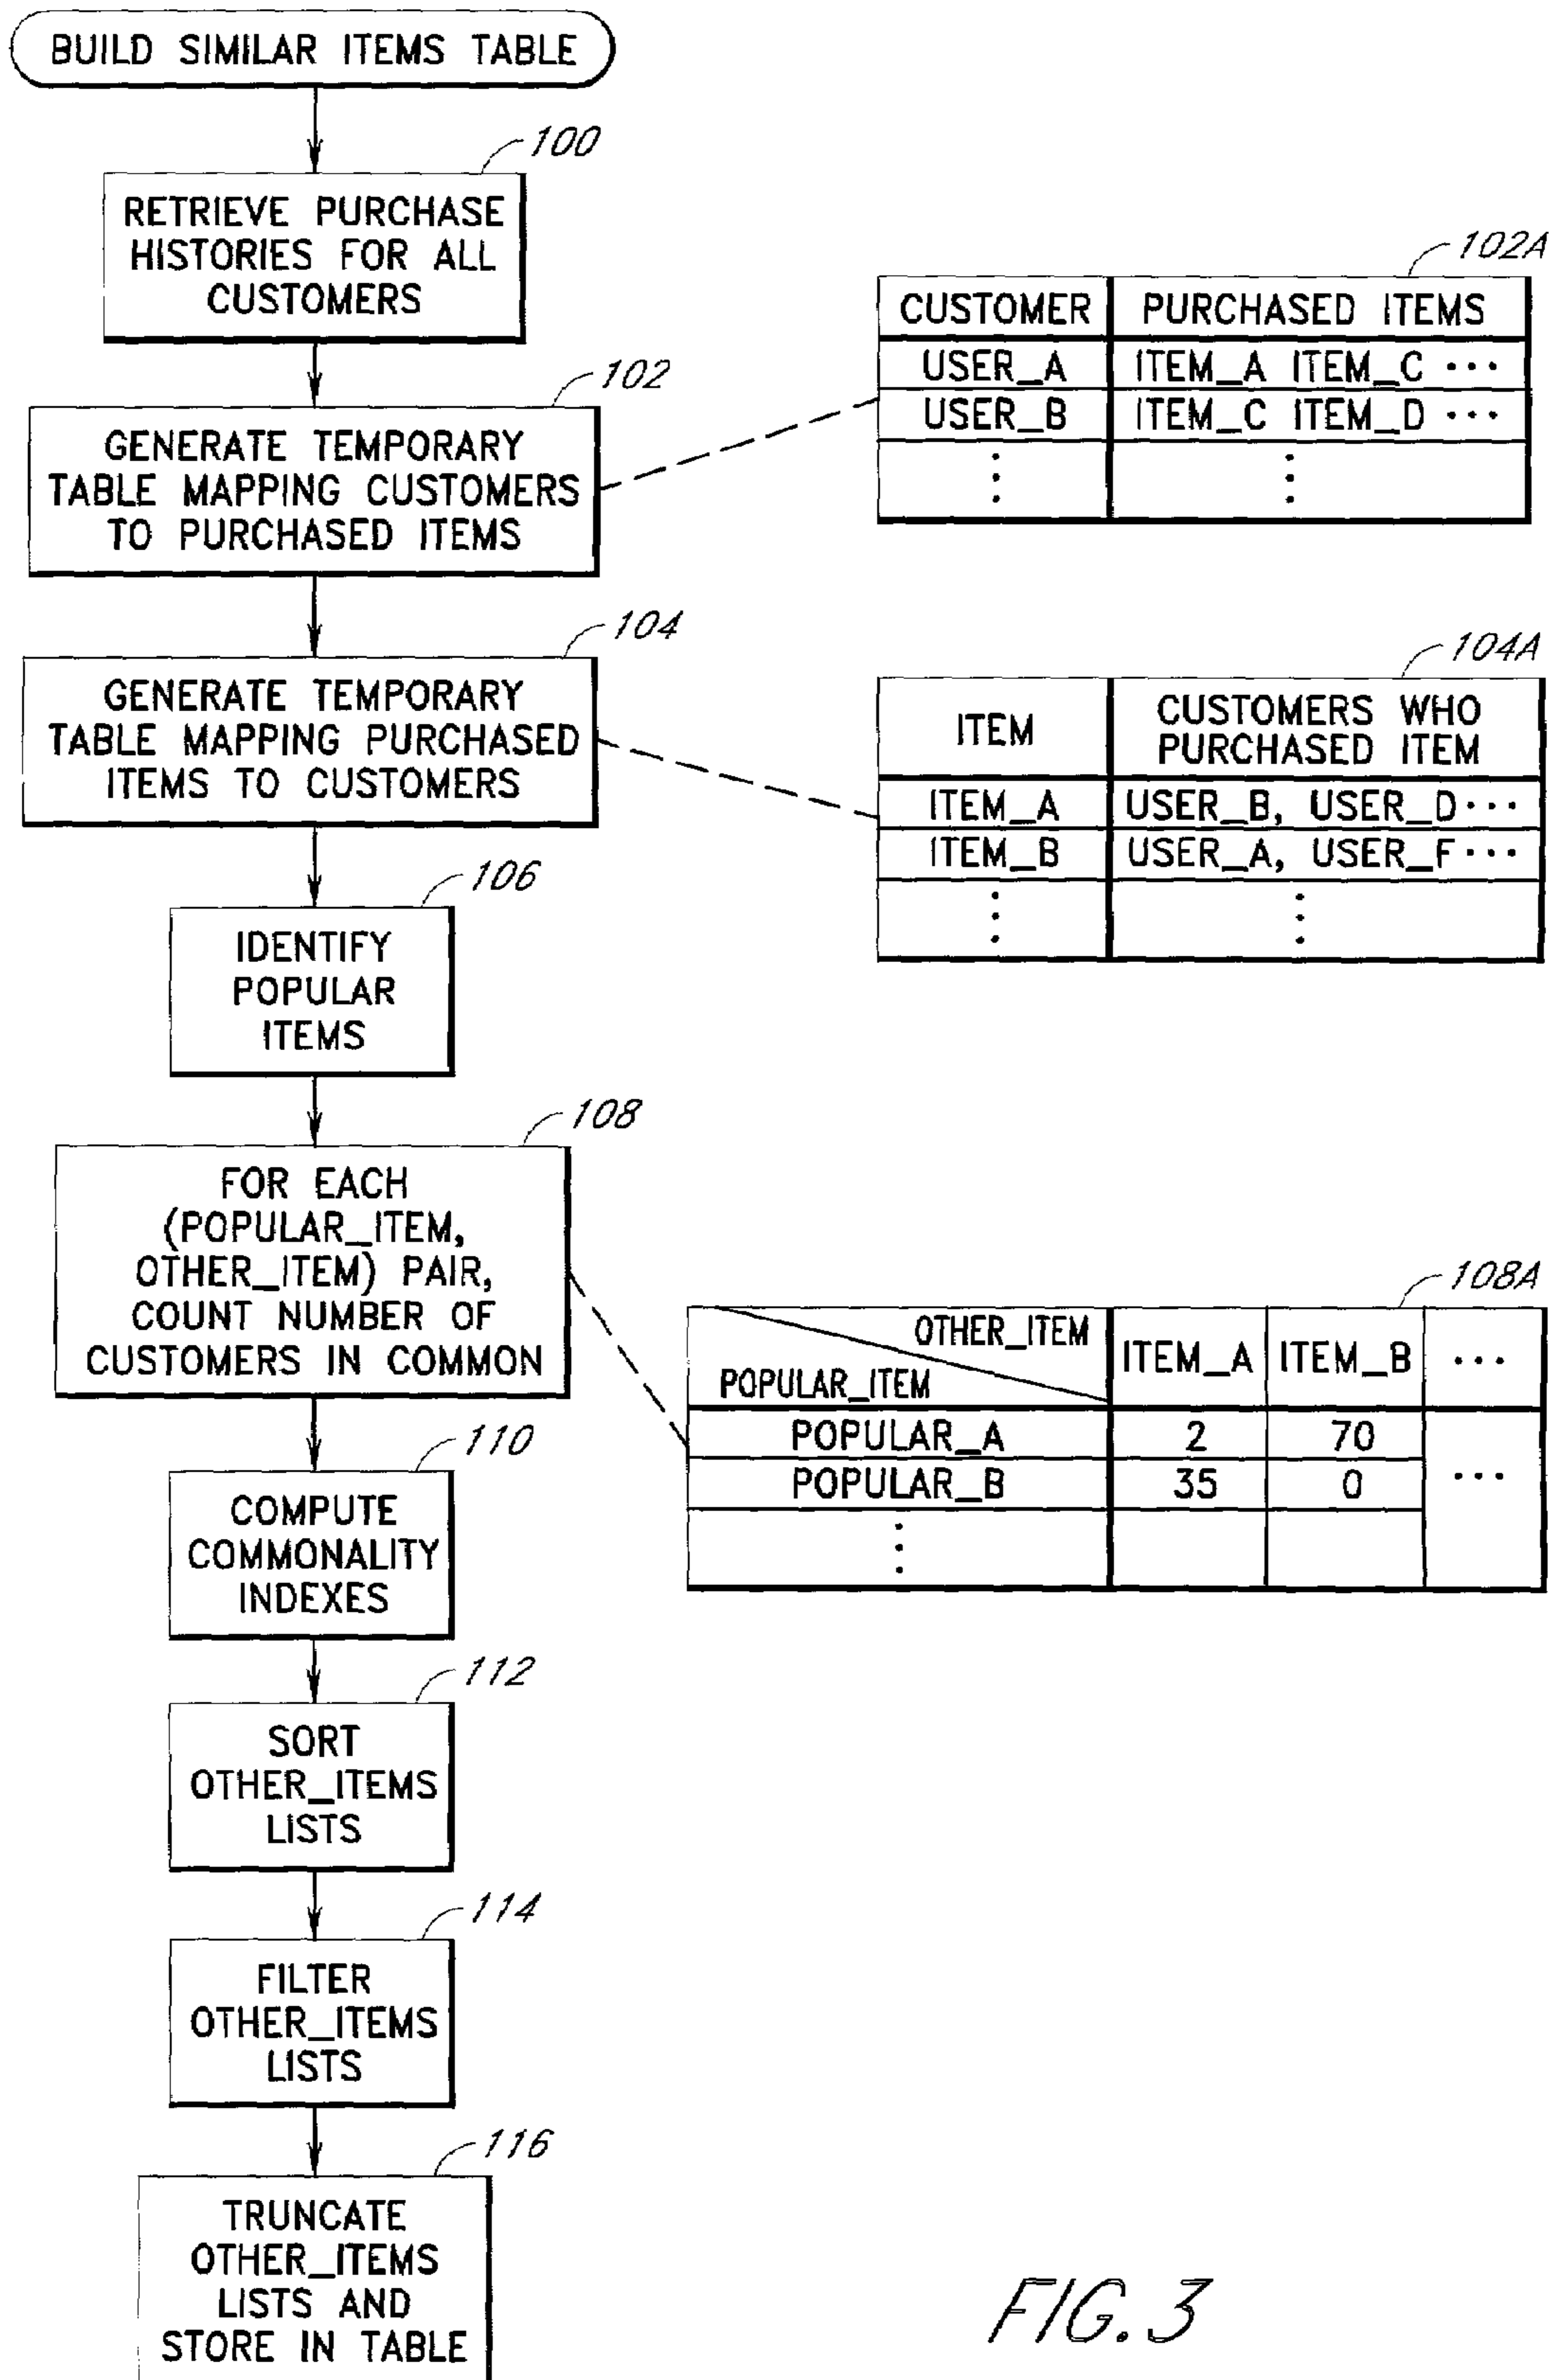 BUILD SIMILAR ITEMS TABLE
100
RETRIEVE PURCHASE
HISTORIES FOR ALL
CUSTOMERS
102
GENERATE TEMPORARY
TABLE MAPPING CUSTOMERS
TO PURCHASED ITEMS
102A
CUSTOMER PURCHASED ITEMS
USER_A ITEM_A ITEM_C ...
USER_B ITEM_C ITEM_D ...
104
GENERATE TEMPORARY
TABLE MAPPING PURCHASED
ITEMS TO CUSTOMERS
104A
ITEM
CUSTOMERS WHO
PURCHASED ITEM
ITEM_A USER_B, USER_D...
ITEM_B USER_A, USER_F...
106
IDENTIFY
POPULAR
ITEMS
108
FOR EACH
(POPULAR_ITEM,
OTHER_ITEM) PAIR,
COUNT NUMBER OF
CUSTOMERS IN COMMON
108A
OTHER_ITEM
POPULAR_ITEM
ITEM_A ITEM_B ...
POPULAR_A 2 70
POPULAR_B 35 0 ...
110
COMPUTE
COMMONALITY
INDEXES
112
SORT
OTHER_ITEMS
LISTS
114
FILTER
OTHER_ITEMS
LISTS
116
TRUNCATE
OTHER_ITEMS
LISTS AND
STORE IN TABLE
FIG. 3